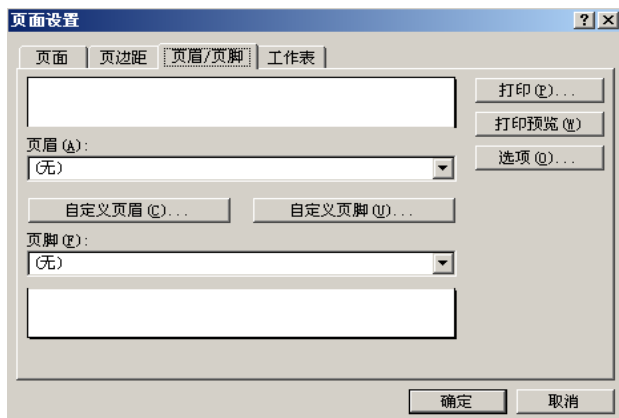 页面设置
页面 页边距 页眉/页脚 工作表
打印(P)...
打印预览(W)
页眉(A):
选项(O)...
(无)
自定义页眉(C)... 自定义页脚(U)...
页脚(F):
(无)
确定 取消